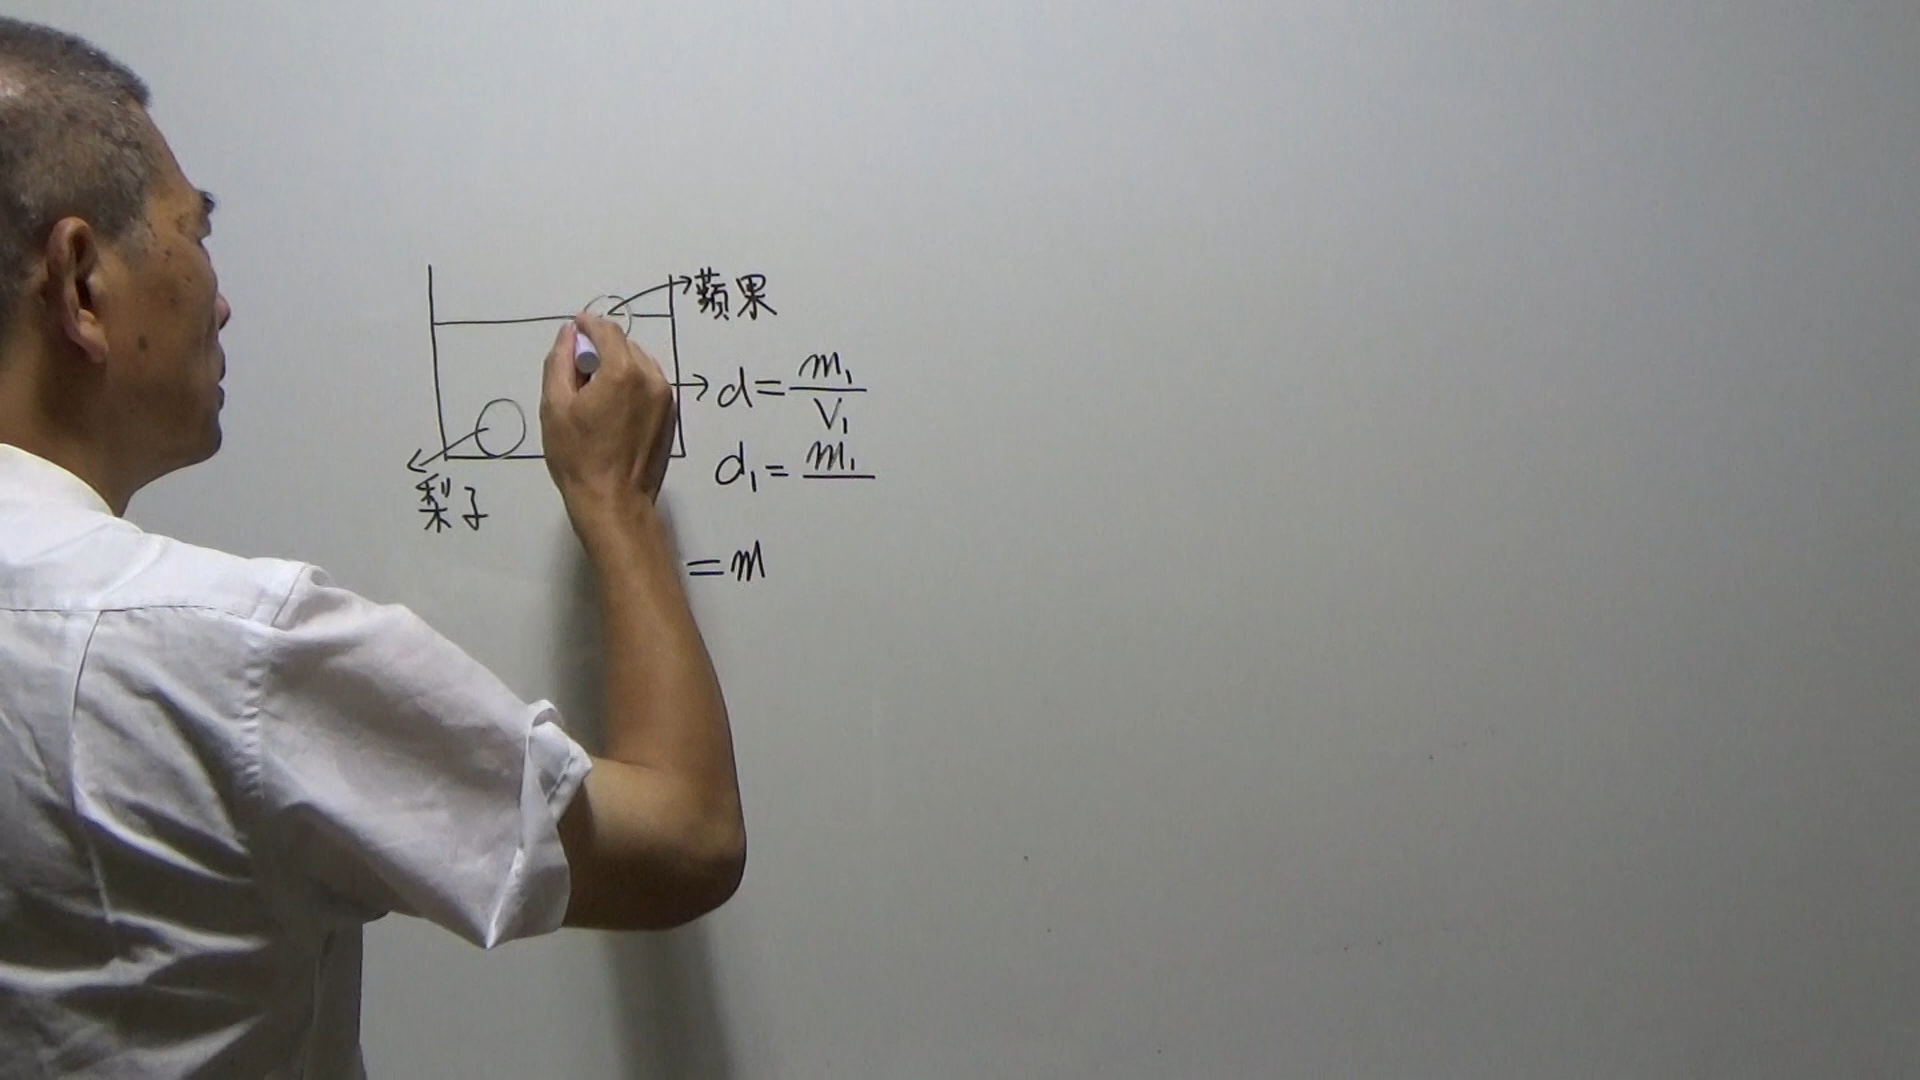 蘋果
d = m₁/V₁
d₁ = m₁/
梨子
= m